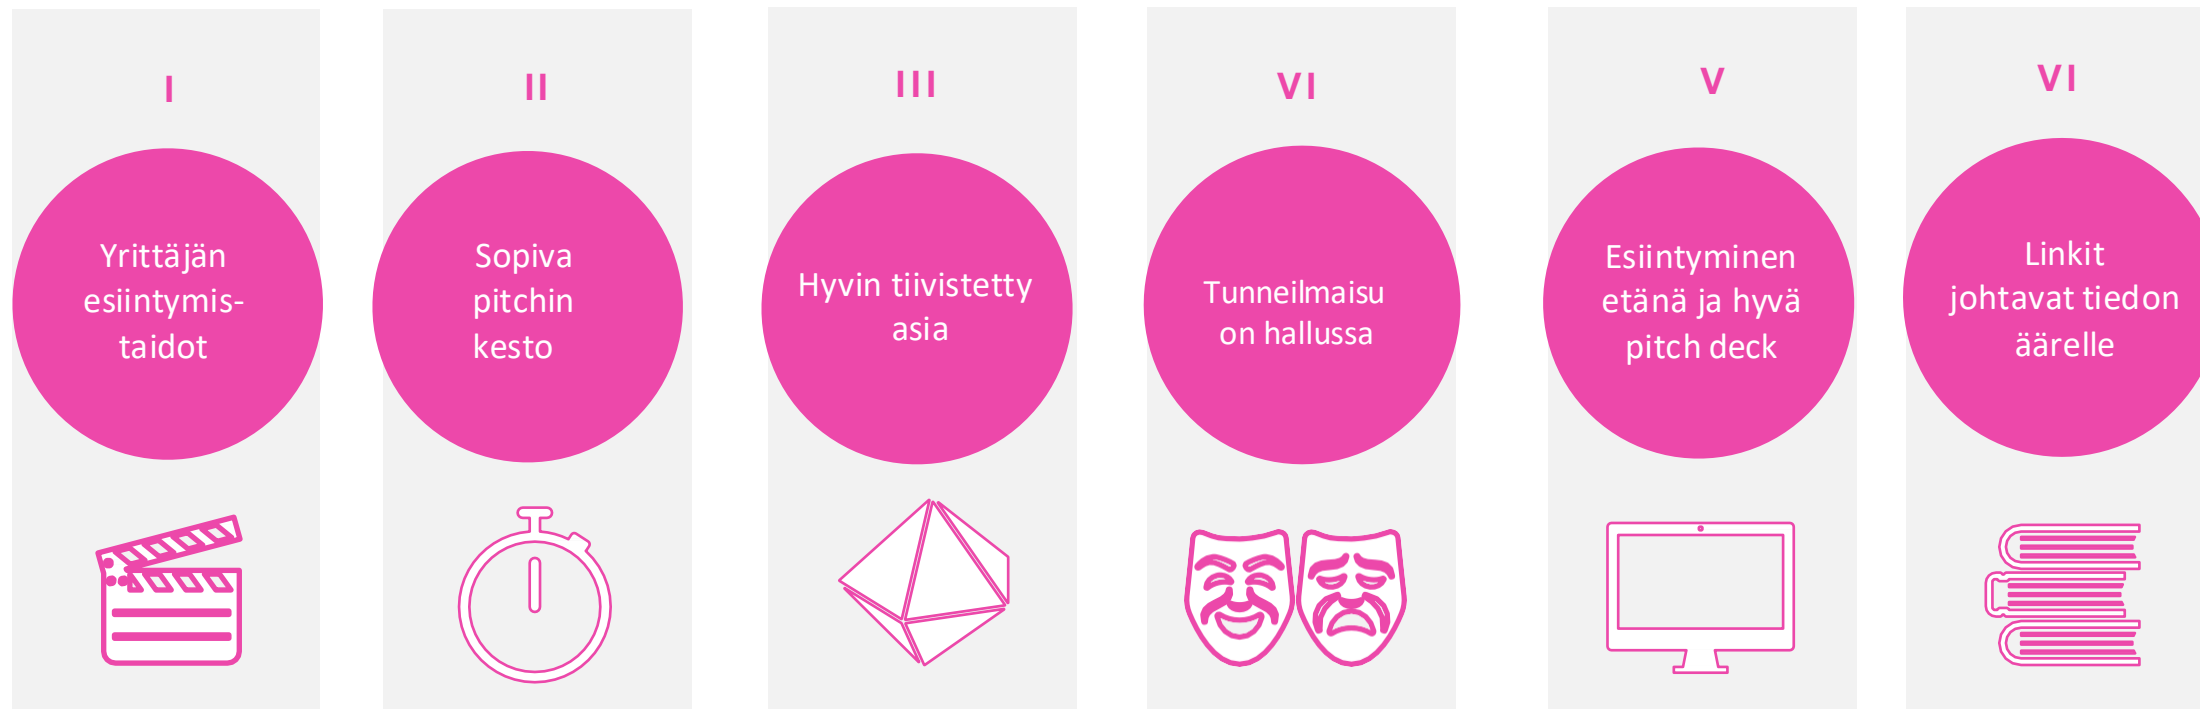 I
Yrittäjän
esiintymis-
taidot
II
Sopiva
pitchin
kesto
III
Hyvin tiivistetty
asia
VI
Tunneilmaisu
on hallussa
V
Esiintyminen
etänä ja hyvä
pitch deck
VI
Linkit
johtavat tiedon
äärelle